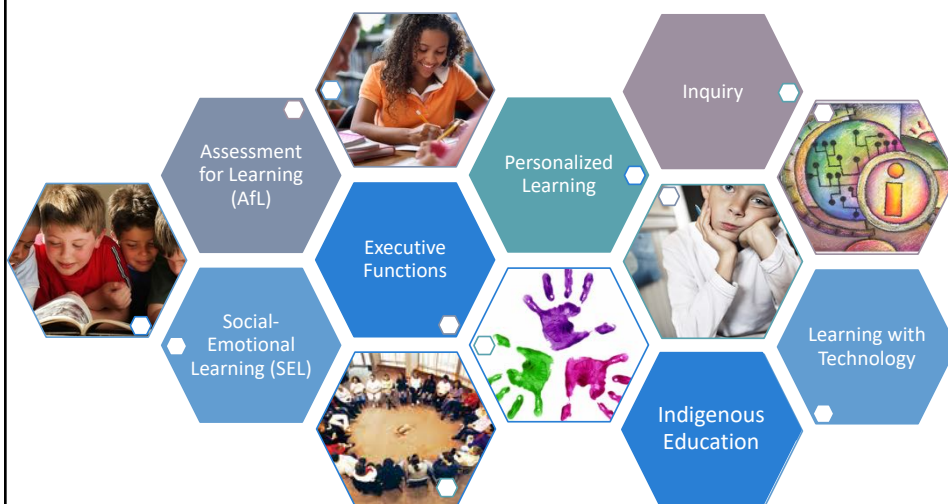 Inquiry
Assessment
for Learning
(AfL)
Personalized
Learning
Executive
Functions
Social-
Emotional
Learning (SEL)
Learning with
Technology
Indigenous
Education
i